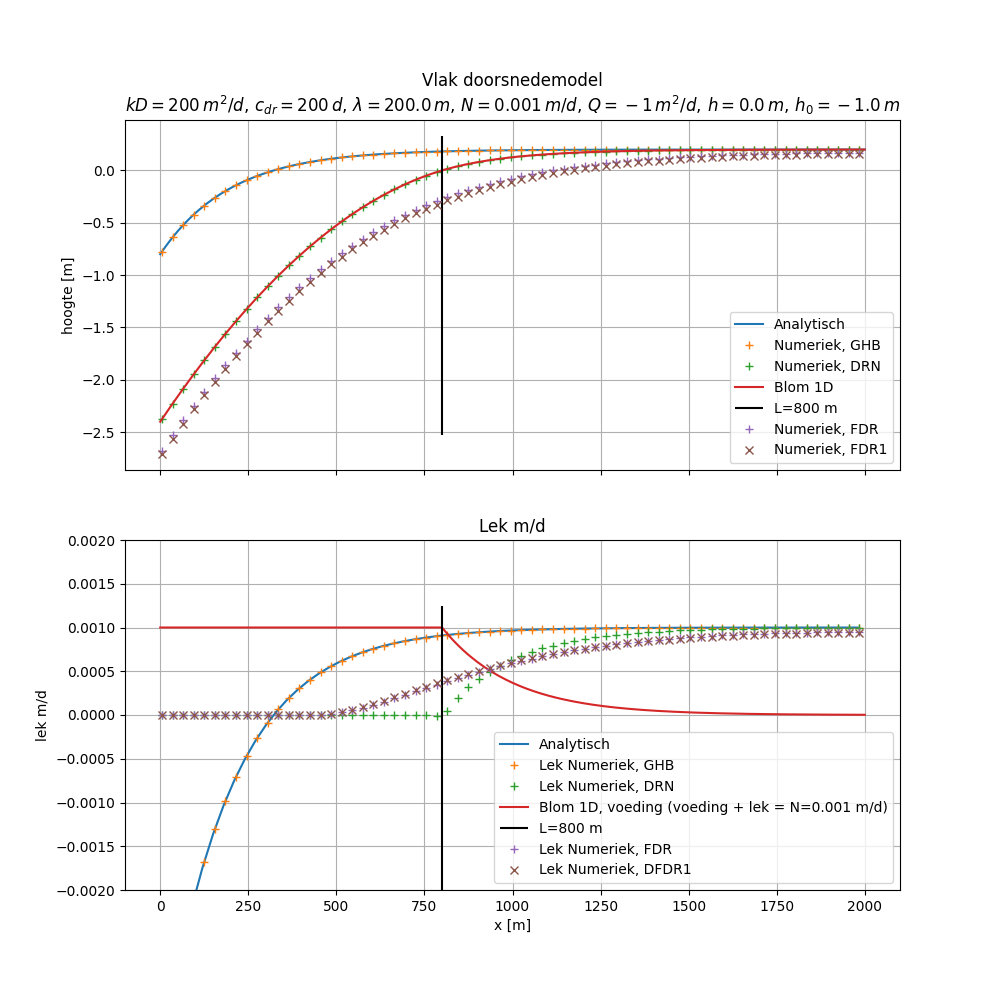 Vlak doorsnedemodel
kD = 200 m²/d, c_dr = 200 d, λ = 200.0 m, N = 0.001 m/d, Q = −1 m²/d, h = 0.0 m, h₀ = −1.0 m
hoogte [m]
0.0
−0.5
−1.0
−1.5
−2.0
−2.5
Analytisch
Numeriek, GHB
Numeriek, DRN
Blom 1D
L=800 m
Numeriek, FDR
Numeriek, FDR1
Lek m/d
lek m/d
0.0020
0.0015
0.0010
0.0005
0.0000
−0.0005
−0.0010
−0.0015
−0.0020
Analytisch
Lek Numeriek, GHB
Lek Numeriek, DRN
Blom 1D, voeding (voeding + lek = N=0.001 m/d)
L=800 m
Lek Numeriek, FDR
Lek Numeriek, DFDR1
0 250 500 750 1000 1250 1500 1750 2000
x [m]